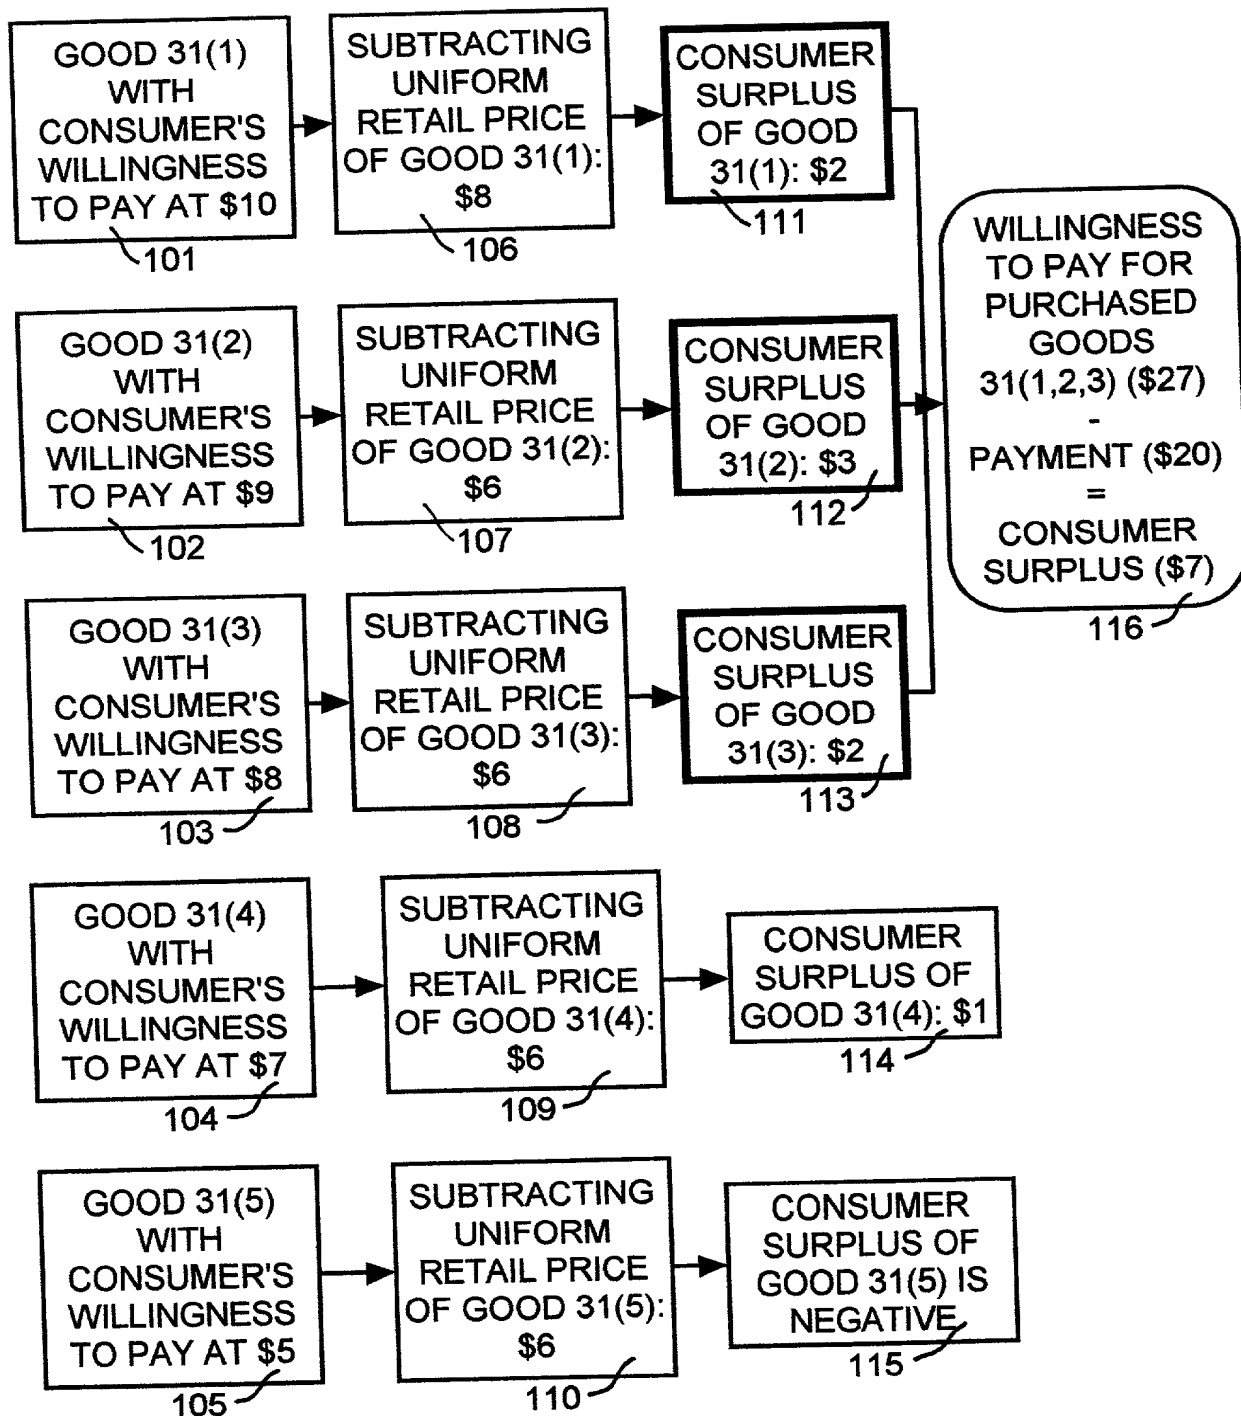 GOOD 31(1)
WITH
CONSUMER'S
WILLINGNESS
TO PAY AT $10
101
SUBTRACTING
UNIFORM
RETAIL PRICE
OF GOOD 31(1):
$8
106
CONSUMER
SURPLUS
OF GOOD
31(1): $2
111
GOOD 31(2)
WITH
CONSUMER'S
WILLINGNESS
TO PAY AT $9
102
SUBTRACTING
UNIFORM
RETAIL PRICE
OF GOOD 31(2):
$6
107
CONSUMER
SURPLUS
OF GOOD
31(2): $3
112
WILLINGNESS
TO PAY FOR
PURCHASED
GOODS
31(1,2,3) ($27)
-
PAYMENT ($20)
=
CONSUMER
SURPLUS ($7)
116
GOOD 31(3)
WITH
CONSUMER'S
WILLINGNESS
TO PAY AT $8
103
SUBTRACTING
UNIFORM
RETAIL PRICE
OF GOOD 31(3):
$6
108
CONSUMER
SURPLUS
OF GOOD
31(3): $2
113
GOOD 31(4)
WITH
CONSUMER'S
WILLINGNESS
TO PAY AT $7
104
SUBTRACTING
UNIFORM
RETAIL PRICE
OF GOOD 31(4):
$6
109
CONSUMER
SURPLUS OF
GOOD 31(4): $1
114
GOOD 31(5)
WITH
CONSUMER'S
WILLINGNESS
TO PAY AT $5
105
SUBTRACTING
UNIFORM
RETAIL PRICE
OF GOOD 31(5):
$6
110
CONSUMER
SURPLUS OF
GOOD 31(5) IS
NEGATIVE
115